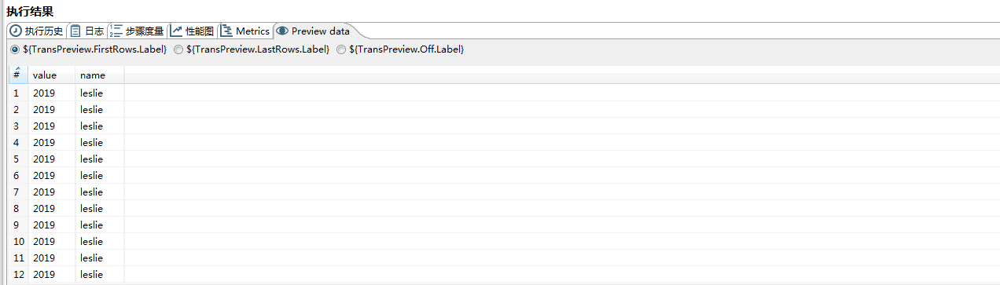 执行结果
执行历史 日志 步骤度量 性能图 Metrics Preview data
${TransPreview.FirstRows.Label} ${TransPreview.LastRows.Label} ${TransPreview.Off.Label}
# value name
1 2019 leslie
2 2019 leslie
3 2019 leslie
4 2019 leslie
5 2019 leslie
6 2019 leslie
7 2019 leslie
8 2019 leslie
9 2019 leslie
10 2019 leslie
11 2019 leslie
12 2019 leslie